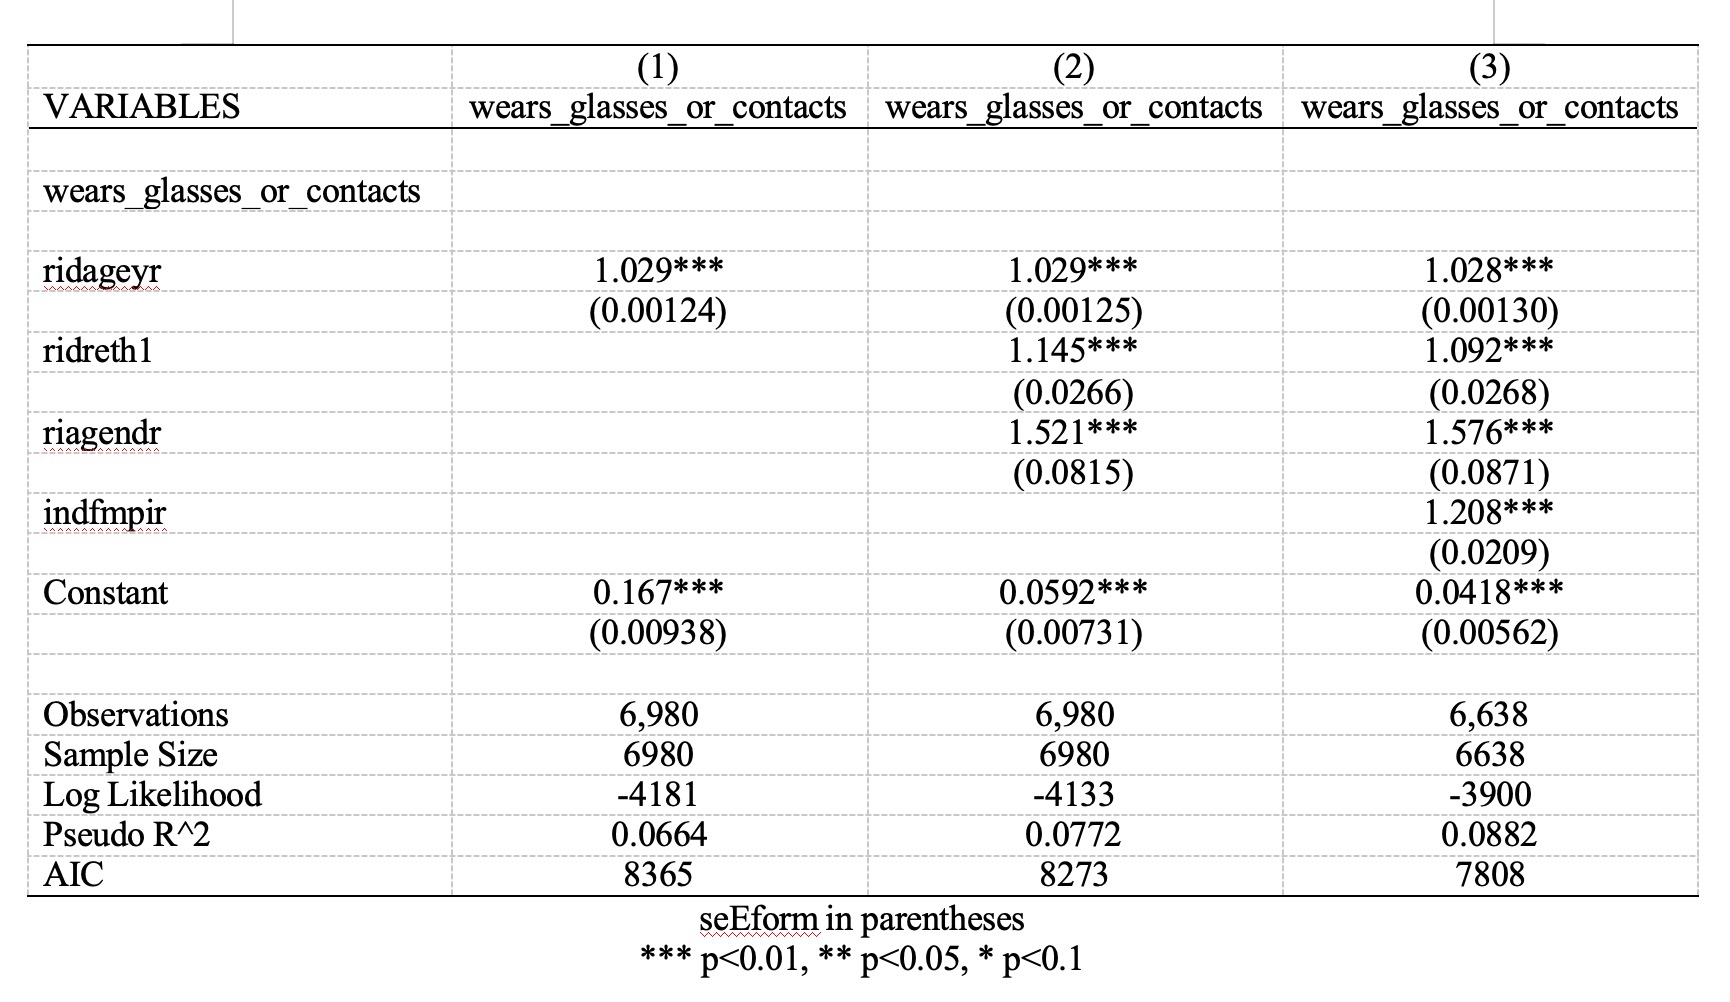 (1) (2) (3)
VARIABLES wears_glasses_or_contacts wears_glasses_or_contacts wears_glasses_or_contacts
wears_glasses_or_contacts
ridageyr 1.029*** 1.029*** 1.028***
(0.00124) (0.00125) (0.00130)
ridreth1 1.145*** 1.092***
(0.0266) (0.0268)
riagendr 1.521*** 1.576***
(0.0815) (0.0871)
indfmpir 1.208***
(0.0209)
Constant 0.167*** 0.0592*** 0.0418***
(0.00938) (0.00731) (0.00562)
Observations 6,980 6,980 6,638
Sample Size 6980 6980 6638
Log Likelihood -4181 -4133 -3900
Pseudo R^2 0.0664 0.0772 0.0882
AIC 8365 8273 7808
seEform in parentheses
*** p<0.01, ** p<0.05, * p<0.1